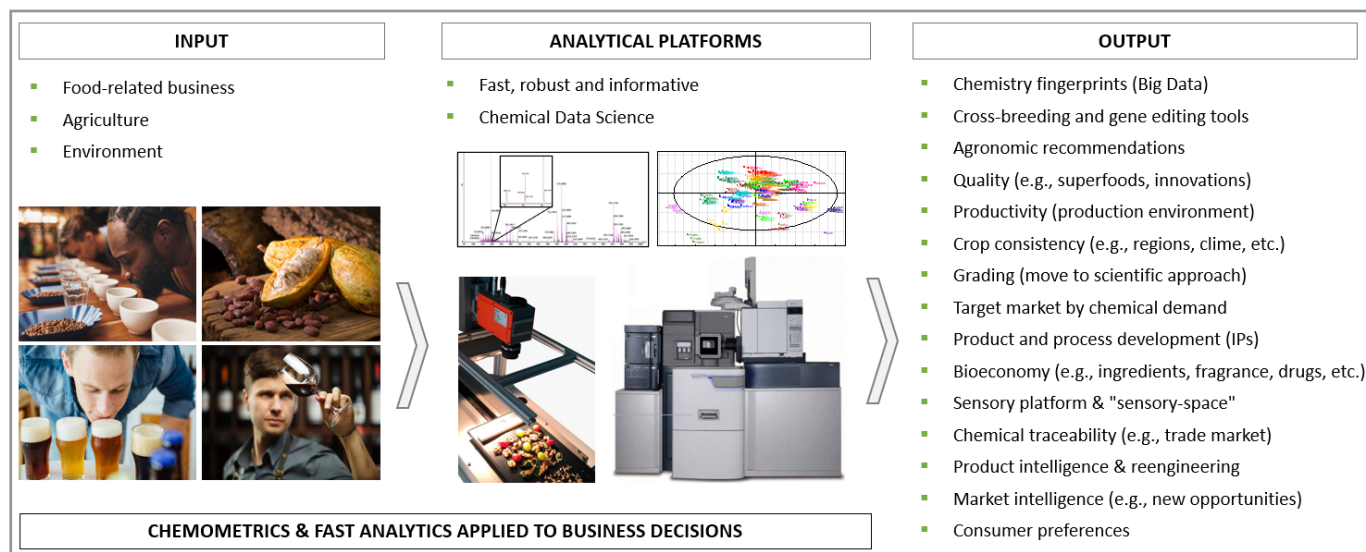 INPUT
Food-related business
Agriculture
Environment
ANALYTICAL PLATFORMS
Fast, robust and informative
Chemical Data Science
OUTPUT
Chemistry fingerprints (Big Data)
Cross-breeding and gene editing tools
Agronomic recommendations
Quality (e.g., superfoods, innovations)
Productivity (production environment)
Crop consistency (e.g., regions, clime, etc.)
Grading (move to scientific approach)
Target market by chemical demand
Product and process development (IPs)
Bioeconomy (e.g., ingredients, fragrance, drugs, etc.)
Sensory platform & "sensory-space"
Chemical traceability (e.g., trade market)
Product intelligence & reengineering
Market intelligence (e.g., new opportunities)
Consumer preferences
CHEMOMETRICS & FAST ANALYTICS APPLIED TO BUSINESS DECISIONS